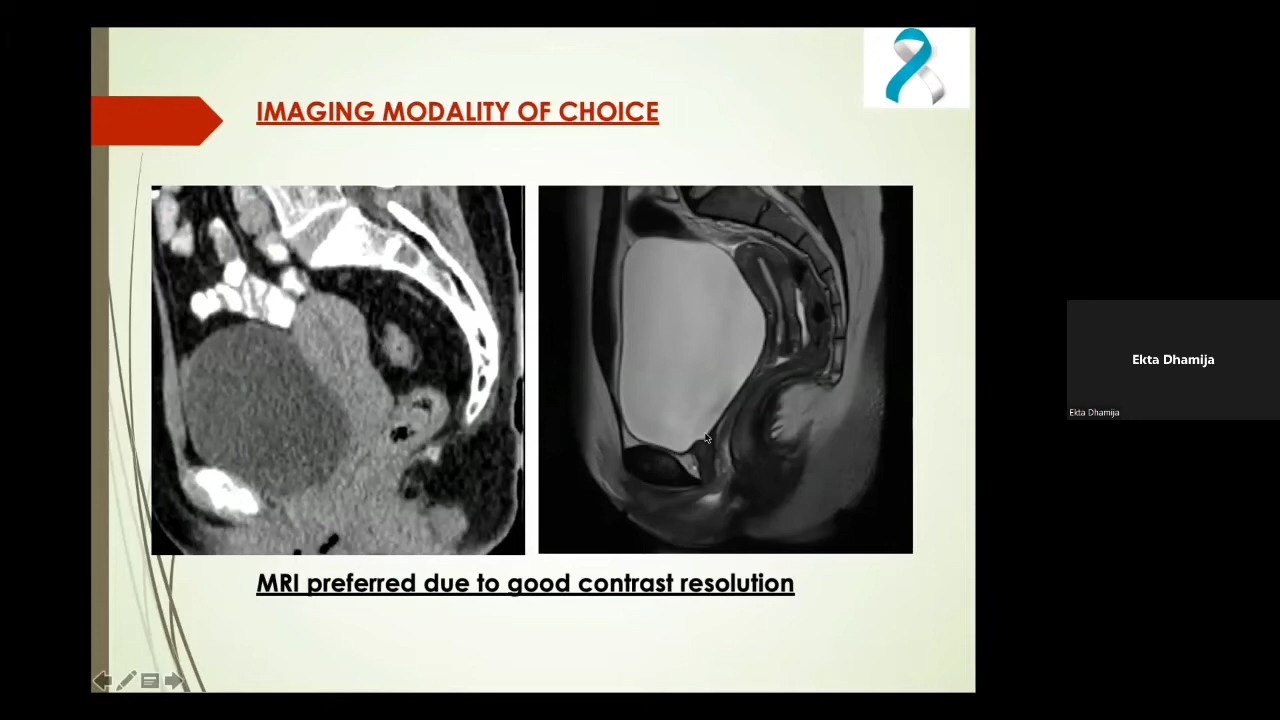 IMAGING MODALITY OF CHOICE
MRI preferred due to good contrast resolution
Ekta Dhamija
Ekta Dhamija